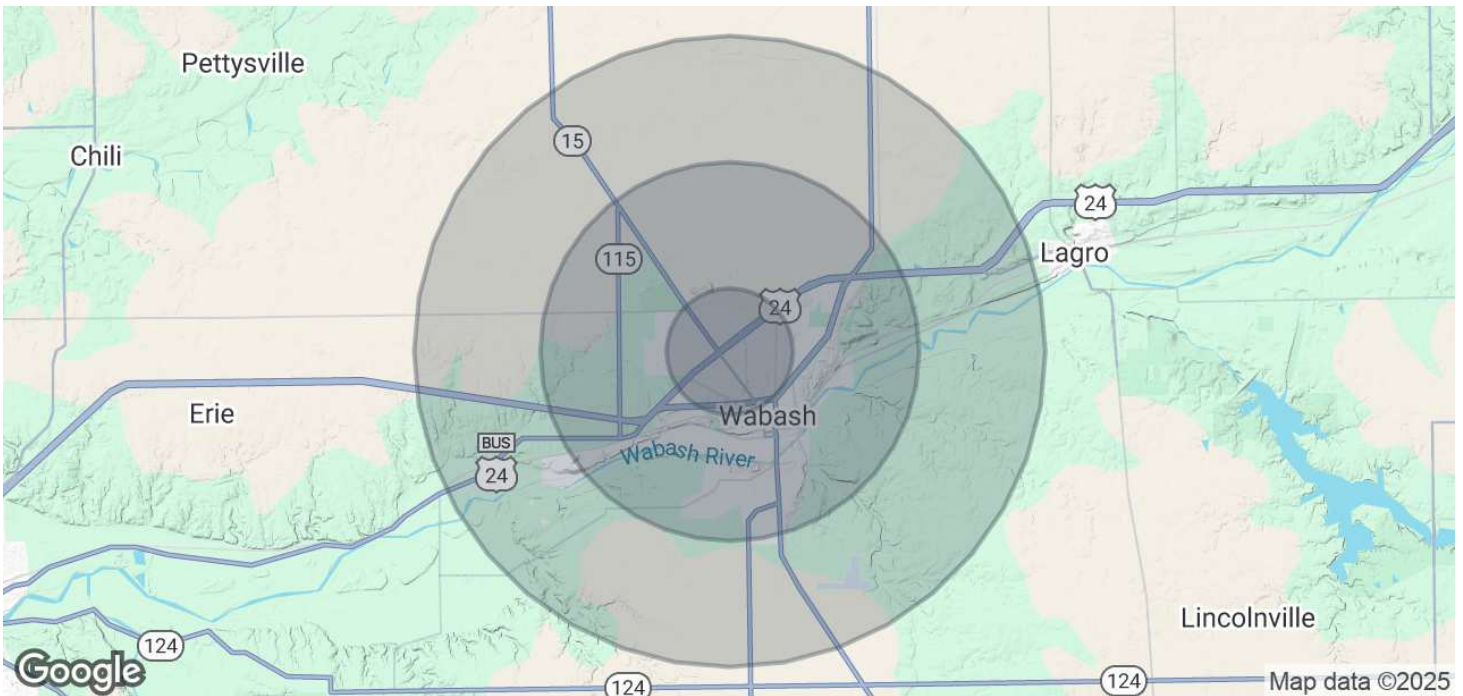 Pettysville
15
Chili
24
Lagro
115
24
Erie
Wabash
BUS
24
Wabash River
Lincolnville
124
Google
124
124
Map data ©2025